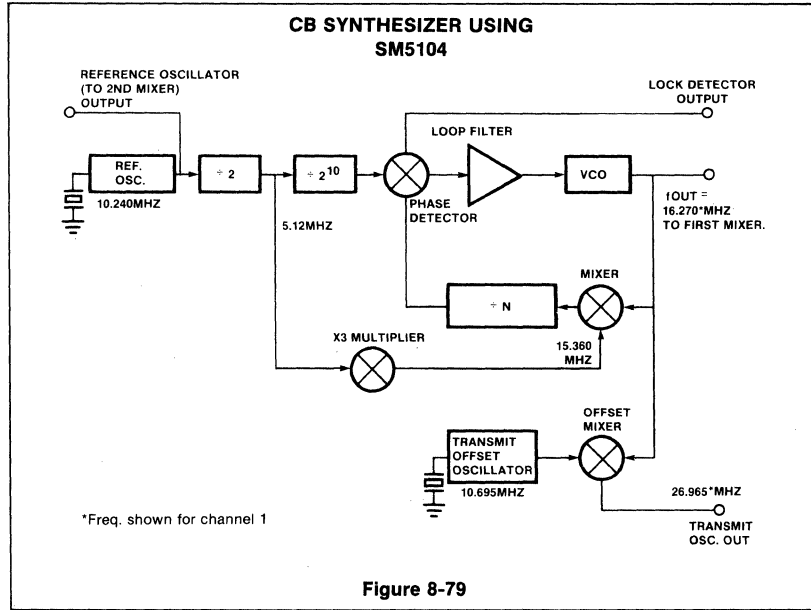 CB SYNTHESIZER USING
SM5104
REFERENCE OSCILLATOR
(TO 2ND MIXER)
OUTPUT
LOCK DETECTOR
OUTPUT
LOOP FILTER
REF.
OSC.
÷ 2
÷ 2¹⁰
VCO
10.240MHZ
PHASE
DETECTOR
fOUT =
16.270*MHZ
TO FIRST MIXER.
5.12MHZ
MIXER
÷ N
X3 MULTIPLIER
15.360
MHZ
OFFSET
MIXER
TRANSMIT
OFFSET
OSCILLATOR
10.695MHZ
26.965*MHZ
*Freq. shown for channel 1
TRANSMIT
OSC. OUT
Figure 8-79